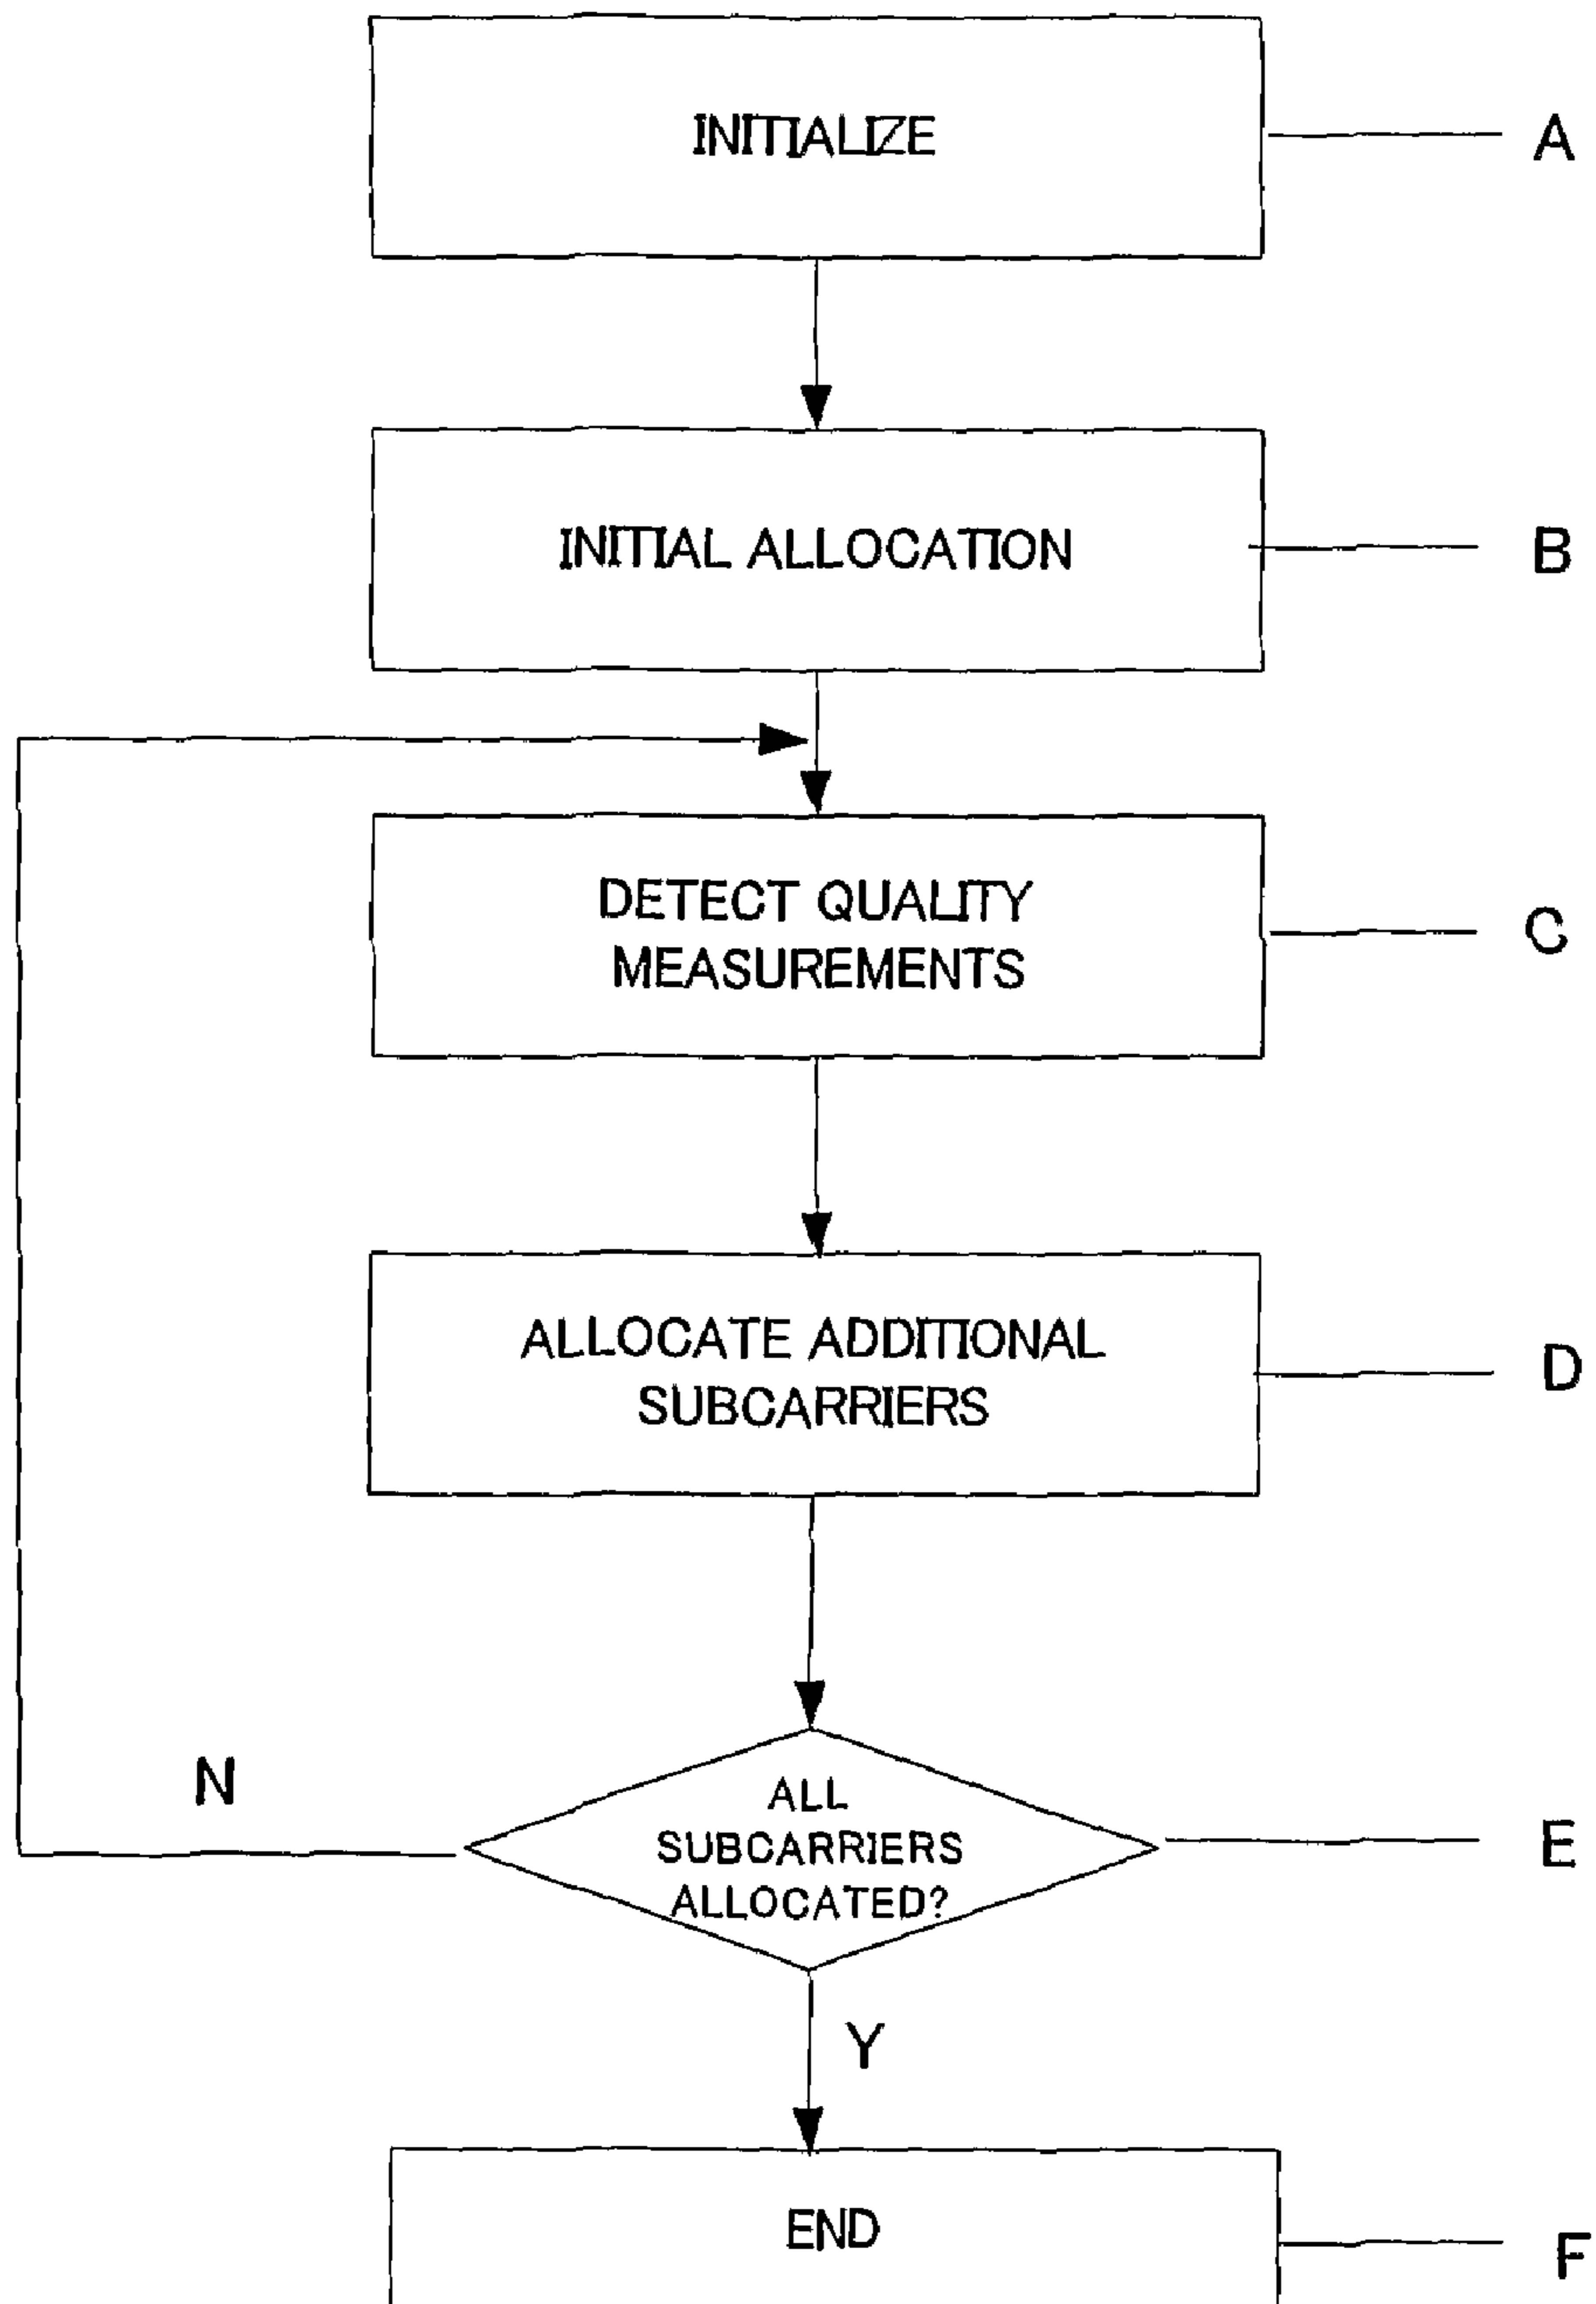 INITIALIZE
A
INITIAL ALLOCATION
B
DETECT QUALITY
MEASUREMENTS
C
ALLOCATE ADDITIONAL
SUBCARRIERS
D
N
ALL
SUBCARRIERS
ALLOCATED?
E
Y
END
F